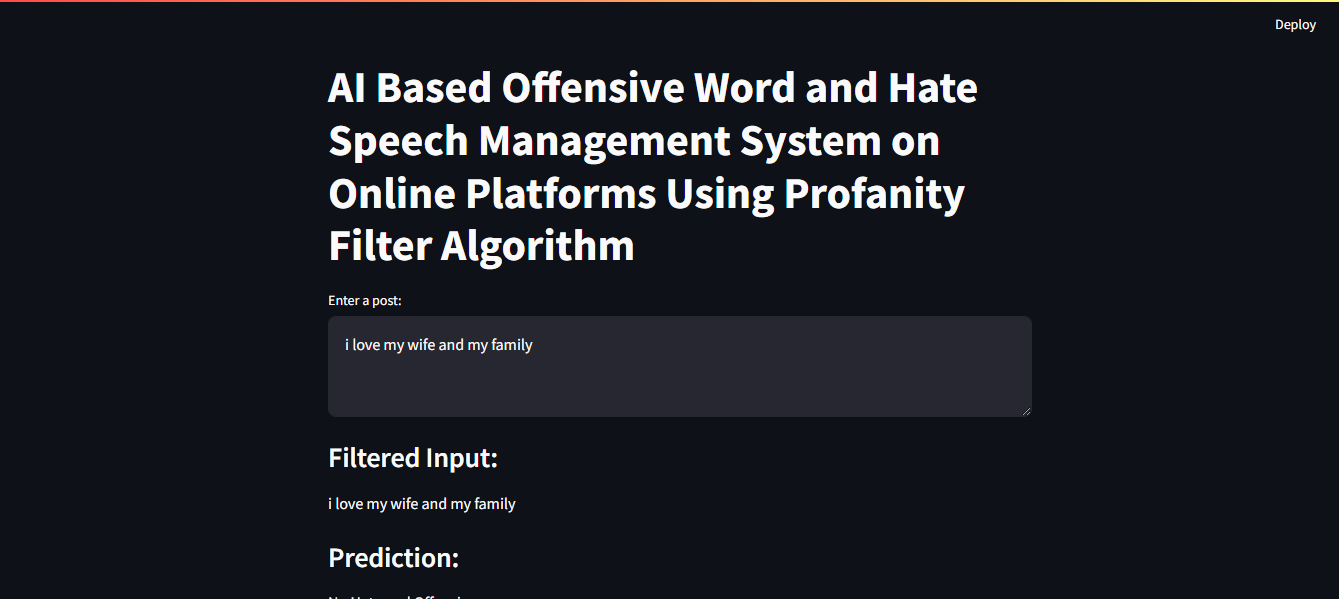 Deploy
AI Based Offensive Word and Hate
Speech Management System on
Online Platforms Using Profanity
Filter Algorithm
Enter a post:
i love my wife and my family
Filtered Input:
i love my wife and my family
Prediction: